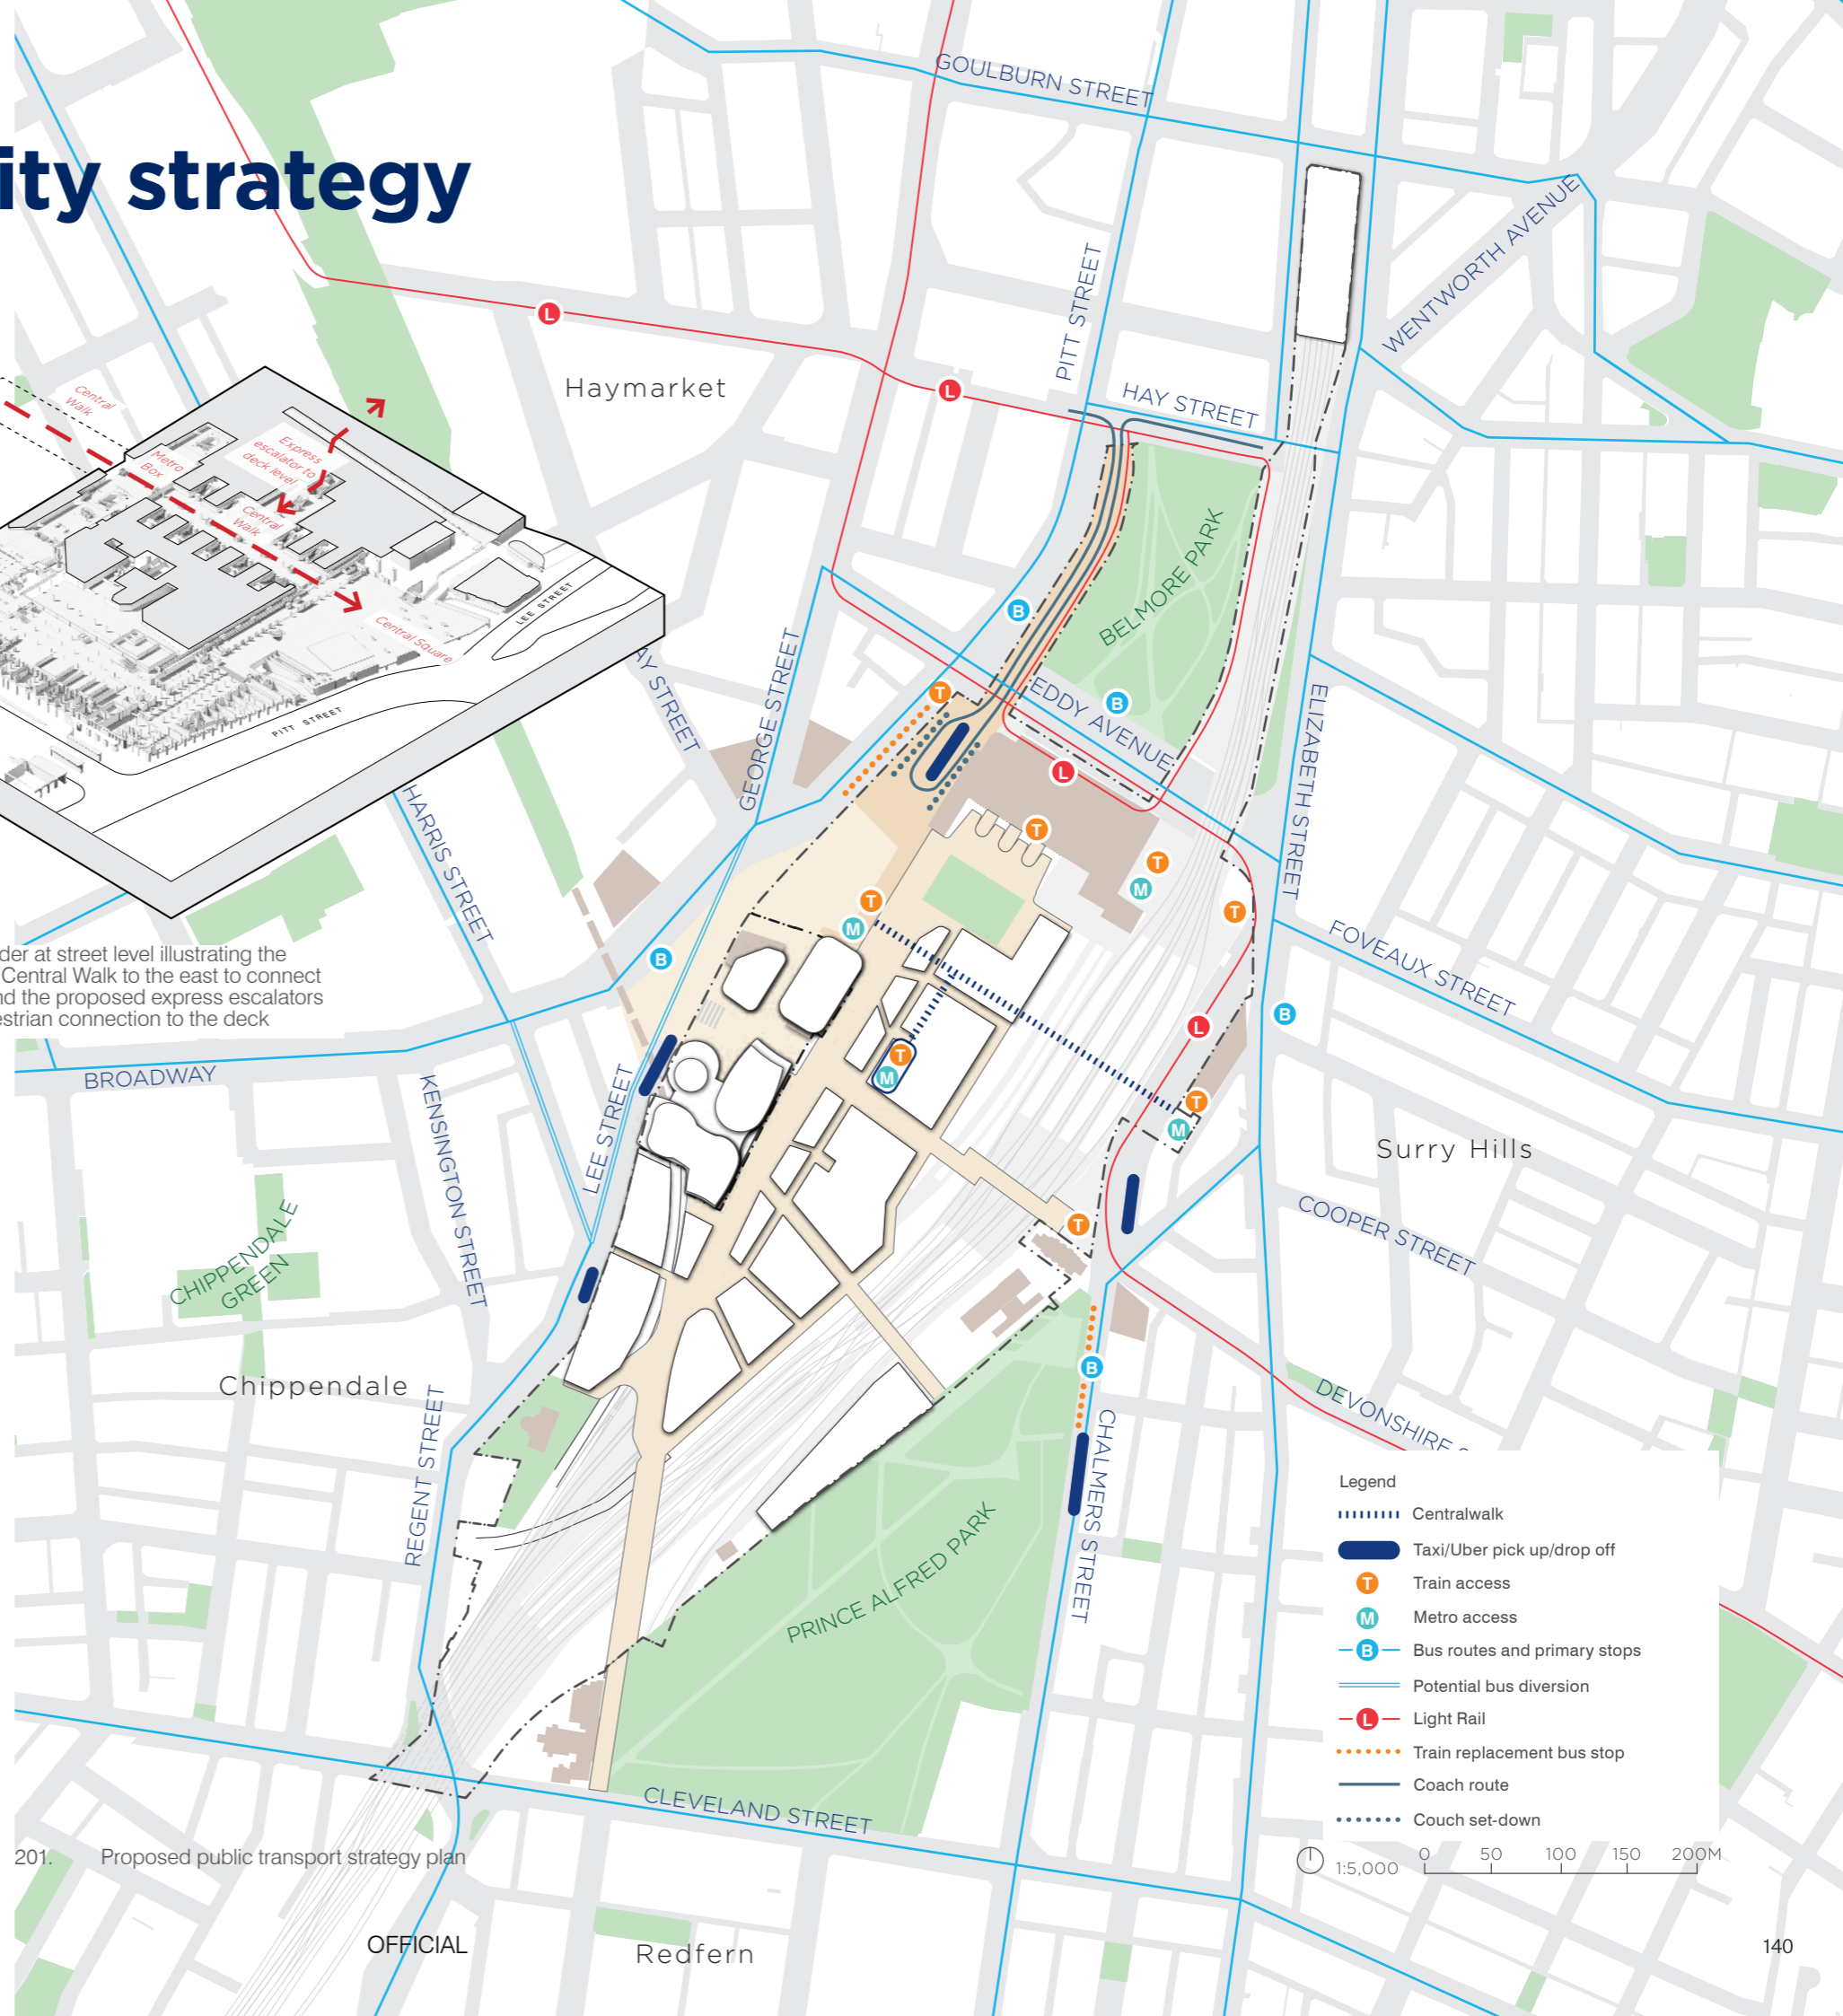 ity strategy
GOULBURN STREET
WENTWORTH AVENUE
PITT STREET
HAY STREET
Haymarket
L
L
BELMORE PARK
B
EDDY AVENUE
B
ELIZABETH STREET
GEORGE STREET
AY STREET
T
L
T
T
M
T
T
M
B
Central
Walk
Metro
Box
Express
escalator to
deck level
Central
Walk
Central Square
LEE STREET
PITT STREET
HARRIS STREET
der at street level illustrating the
Central Walk to the east to connect
nd the proposed express escalators
estrian connection to the deck
FOVEAUX STREET
B
L
T
M
T
M
BROADWAY
KENSINGTON STREET
LEE STREET
Surry Hills
COOPER STREET
T
CHIPPENDALE
GREEN
Chippendale
B
REGENT STREET
CHALMERS STREET
DEVONSHIRE S
PRINCE ALFRED PARK
CLEVELAND STREET
Legend
Centralwalk
Taxi/Uber pick up/drop off
T Train access
M Metro access
B Bus routes and primary stops
Potential bus diversion
L Light Rail
Train replacement bus stop
Coach route
Couch set-down
1:5,000 0 50 100 150 200M
201. Proposed public transport strategy plan
OFFICIAL
Redfern
140